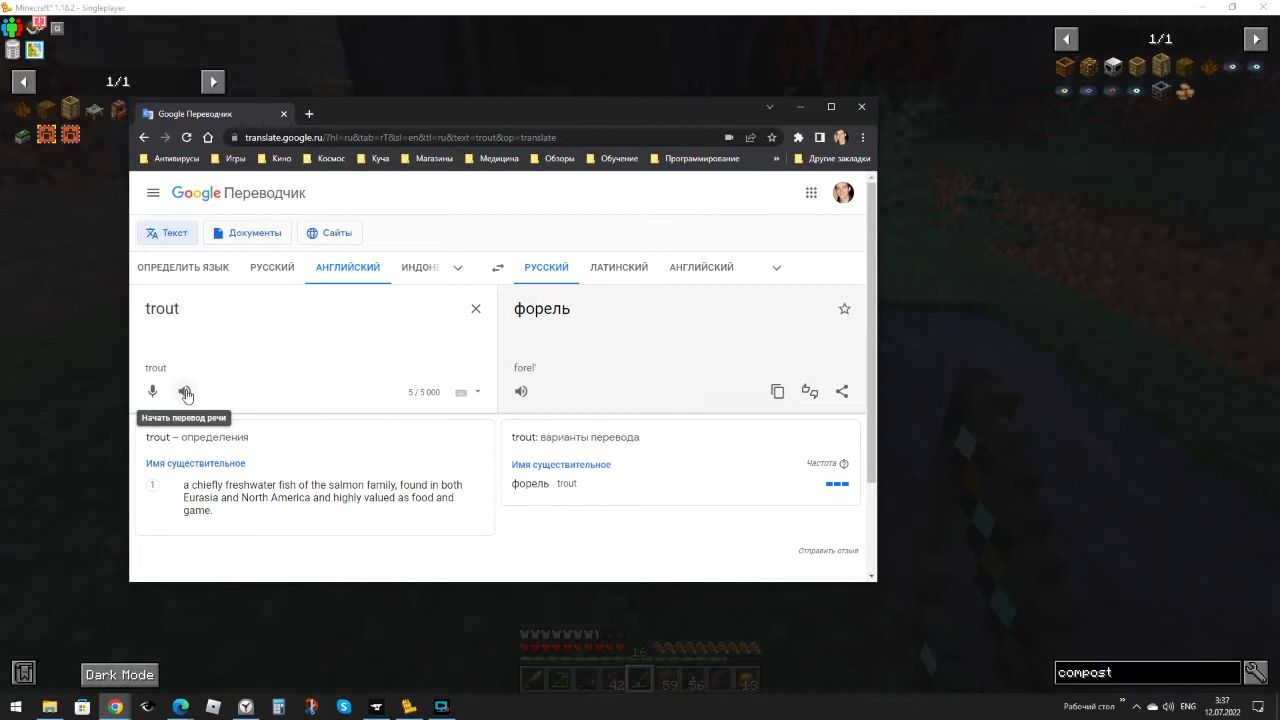 Minecraft* 1.18.2 - Singleplayer
1/1
1/1
Google Переводчик
translate.google.ru/?hl=ru&tab=rT&sl=en&tl=ru&text=trout&op=translate
Антивирусы Игры Кино Космос Куча Магазины Медицина Обзоры Обучение Программирование » Другие закладки
Google Переводчик
Текст Документы Сайты
ОПРЕДЕЛИТЬ ЯЗЫК РУССКИЙ АНГЛИЙСКИЙ ИНДОНЕ РУССКИЙ ЛАТИНСКИЙ АНГЛИЙСКИЙ
trout форель
trout forel'
5 / 5 000
Начать перевод речи
trout – определения
Имя существительное
1 a chiefly freshwater fish of the salmon family, found in both
Eurasia and North America and highly valued as food and
game.
trout: варианты перевода
Имя существительное Частота
форель trout
Отправить отзыв
16
42 59 56 13
Dark Mode
compost
Рабочий стол » ENG 3:37
12.07.2022